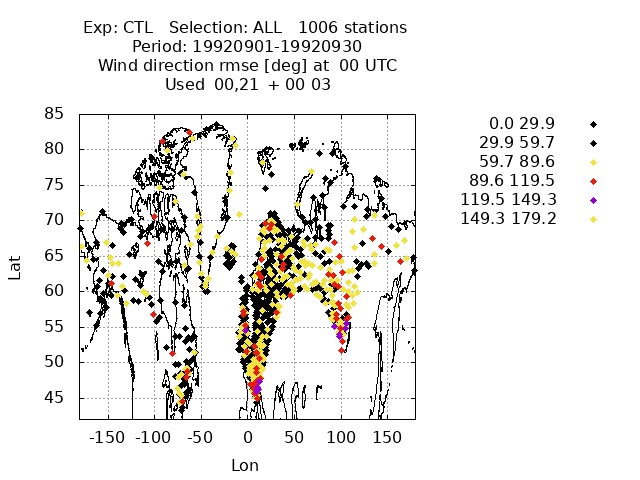 Exp: CTL   Selection: ALL   1006 stations
Period: 19920901-19920930
Wind direction rmse [deg] at  00 UTC
Used  00,21  + 00 03
85
80
75
70
65
60
55
50
45
Lat
-150 -100 -50 0 50 100 150
Lon
0.0 29.9
29.9 59.7
59.7 89.6
89.6 119.5
119.5 149.3
149.3 179.2